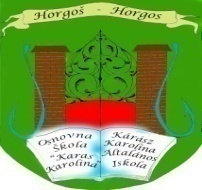 Horgoš - Horgos
Osnovna
Škola
"Karas
Karolina"
Kárász
Karolina
Általános
Iskola